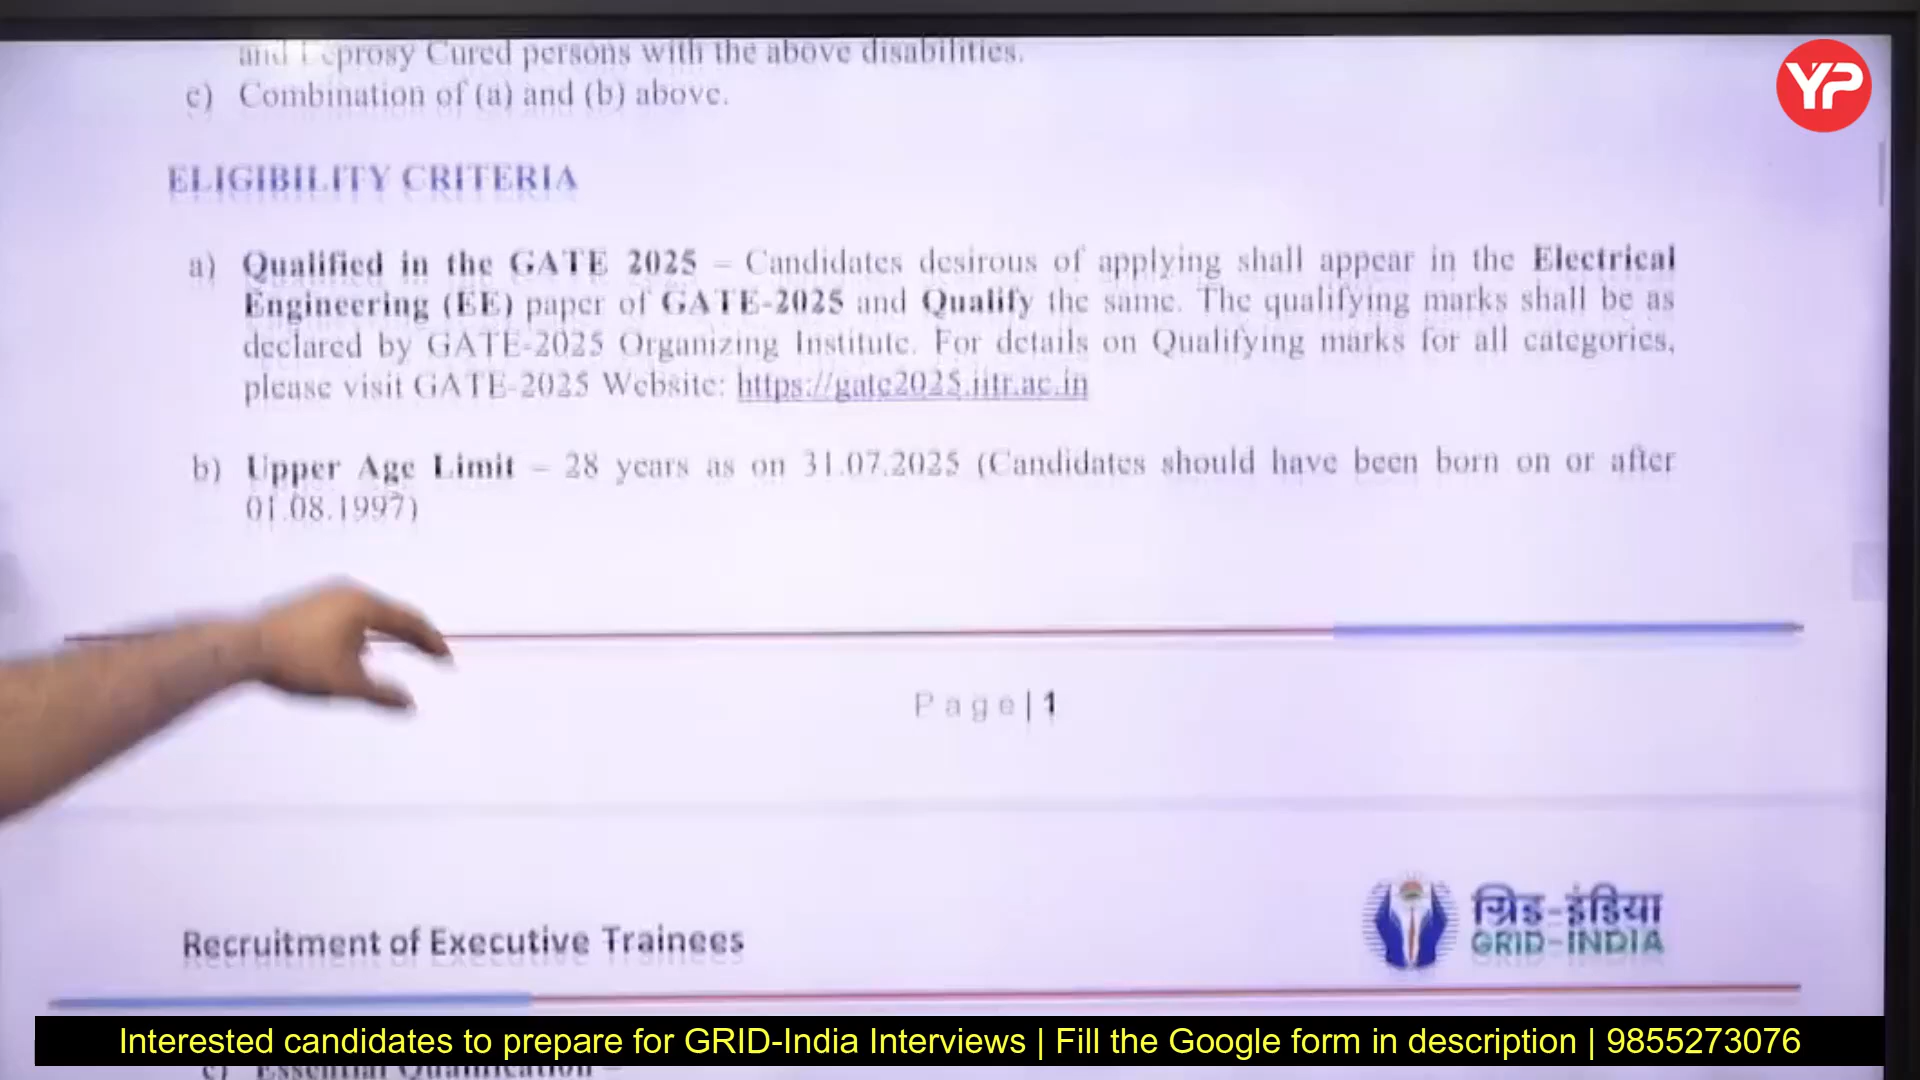 and Leprosy Cured persons with the above disabilities.
c) Combination of (a) and (b) above.
YP
ELIGIBILITY CRITERIA
a) Qualified in the GATE 2025 – Candidates desirous of applying shall appear in the Electrical
Engineering (EE) paper of GATE-2025 and Qualify the same. The qualifying marks shall be as
declared by GATE-2025 Organizing Institute. For details on Qualifying marks for all categories,
please visit GATE-2025 Website: https://gate2025.iitr.ac.in
b) Upper Age Limit – 28 years as on 31.07.2025 (Candidates should have been born on or after
01.08.1997)
Page|1
Recruitment of Executive Trainees
ग्रिड-इंडिया
GRID-INDIA
Interested candidates to prepare for GRID-India Interviews | Fill the Google form in description | 9855273076
c) Essential Qualification –